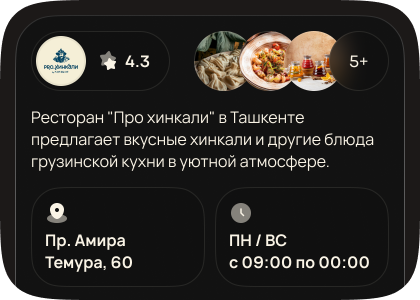 PRO ХИНКАЛИ
4.3
5+
Ресторан "Про хинкали" в Ташкенте
предлагает вкусные хинкали и другие блюда
грузинской кухни в уютной атмосфере.
Пр. Амира
Темура, 60
ПН / ВС
с 09:00 по 00:00